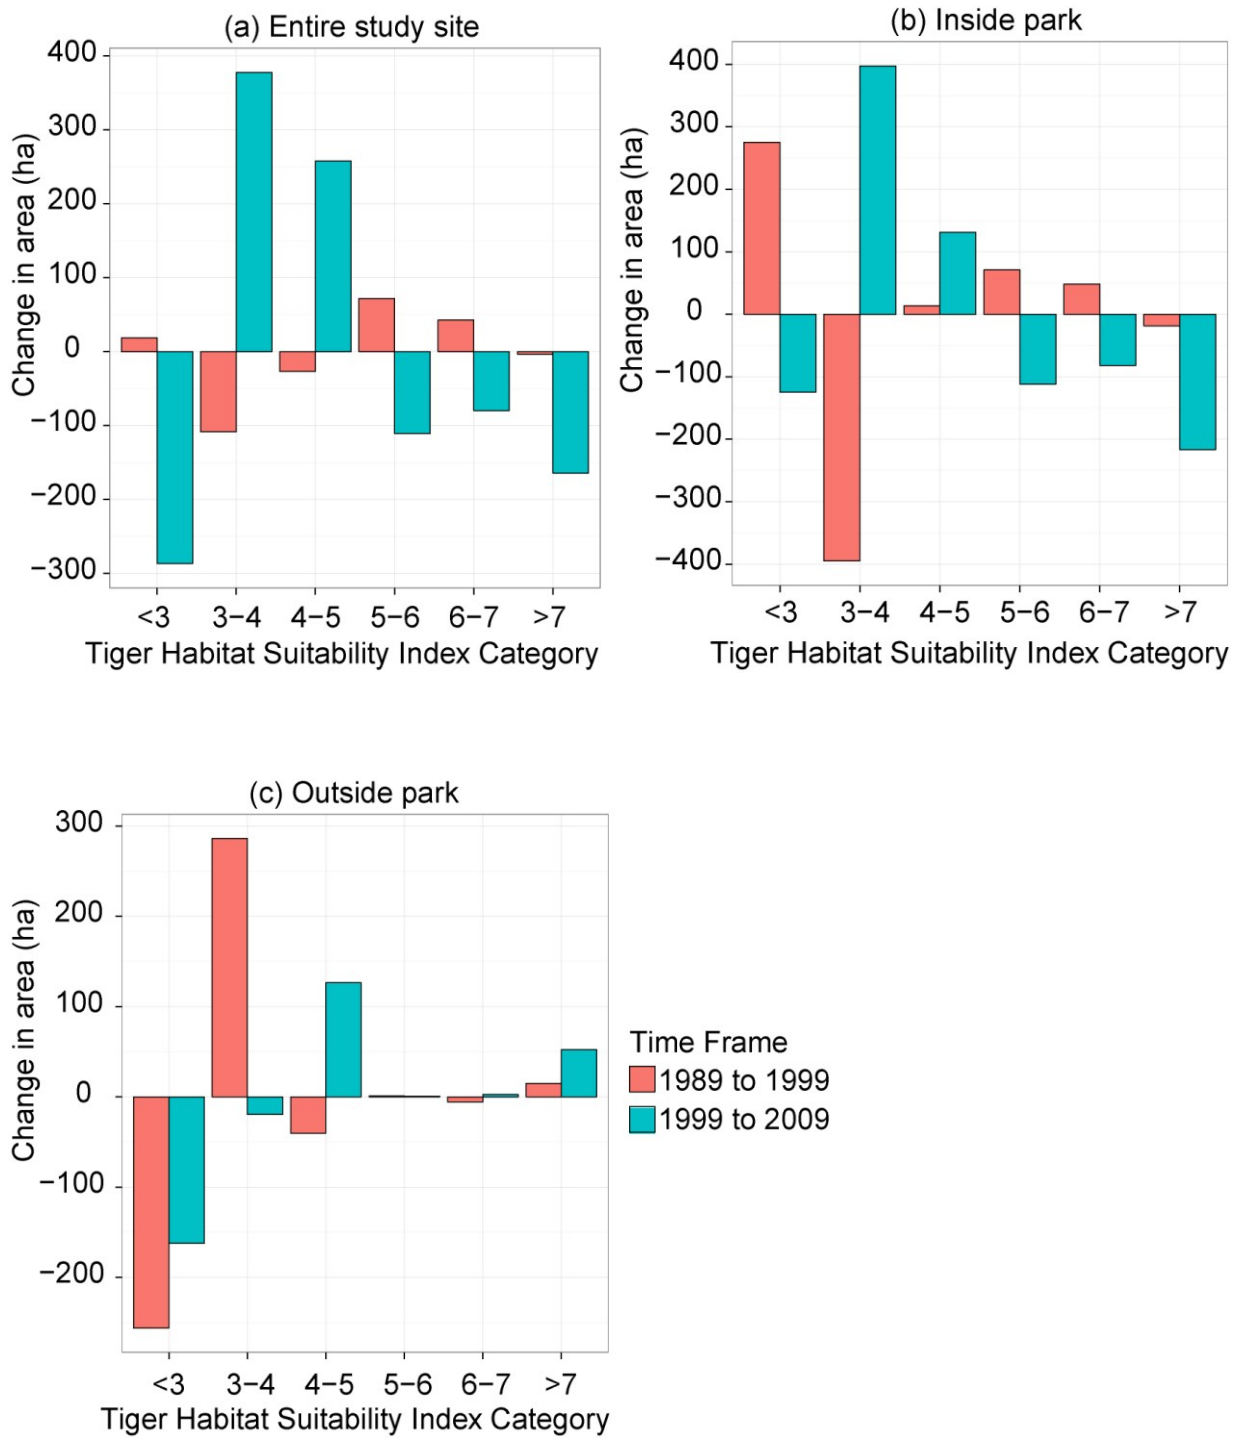 (a) Entire study site
400
300
200
100
0
−100
−200
−300
Change in area (ha)
<3 3−4 4−5 5−6 6−7 >7
Tiger Habitat Suitability Index Category
(b) Inside park
400
300
200
100
0
−100
−200
−300
−400
Change in area (ha)
<3 3−4 4−5 5−6 6−7 >7
Tiger Habitat Suitability Index Category
(c) Outside park
300
200
100
0
−100
−200
Change in area (ha)
<3 3−4 4−5 5−6 6−7 >7
Tiger Habitat Suitability Index Category
Time Frame
1989 to 1999
1999 to 2009